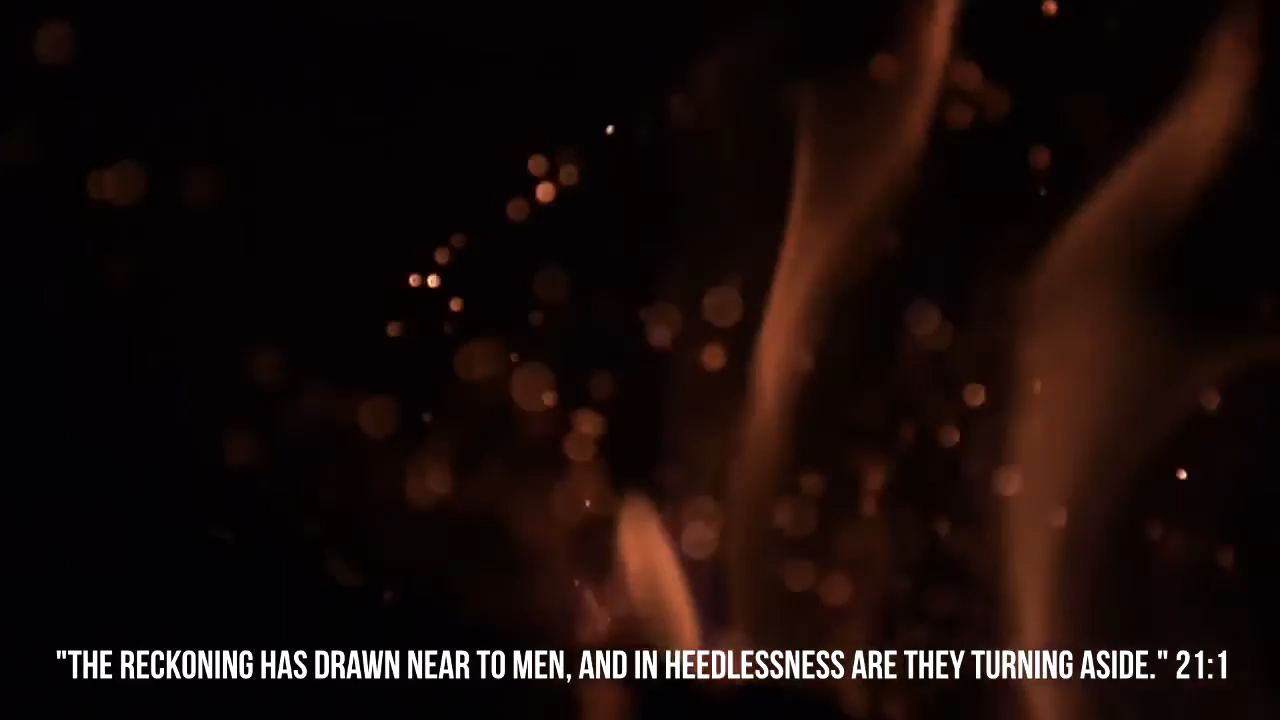 "THE RECKONING HAS DRAWN NEAR TO MEN, AND IN HEEDLESSNESS ARE THEY TURNING ASIDE." 21:1